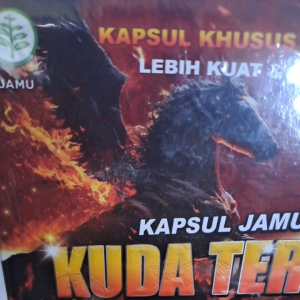 JAMU
KAPSUL KHUSUS
LEBIH KUAT &
KAPSUL JAMU
KUDA TER